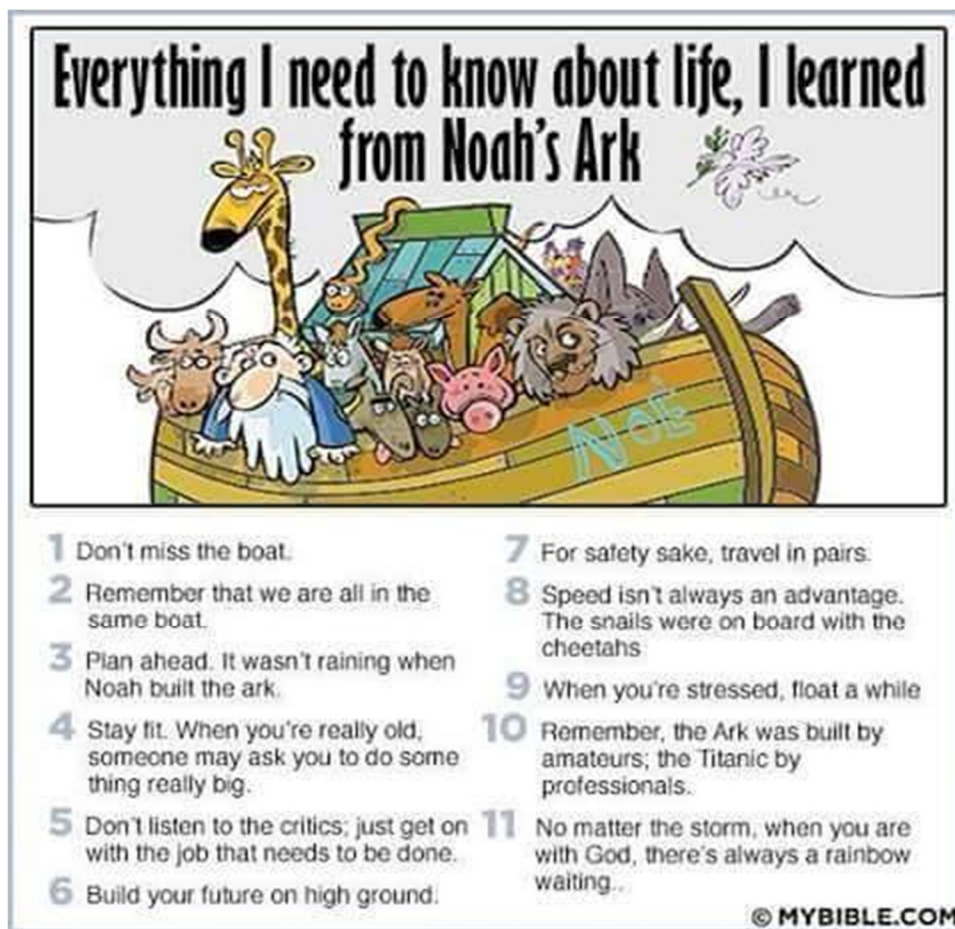 Everything I need to know about life, I learned
from Noah's Ark
NOE
1 Don't miss the boat.
2 Remember that we are all in the
same boat.
3 Plan ahead. It wasn't raining when
Noah built the ark.
4 Stay fit. When you're really old,
someone may ask you to do some
thing really big.
5 Don't listen to the critics; just get on
with the job that needs to be done.
6 Build your future on high ground.
7 For safety sake, travel in pairs.
8 Speed isn't always an advantage.
The snails were on board with the
cheetahs
9 When you're stressed, float a while
10 Remember, the Ark was built by
amateurs; the Titanic by
professionals.
11 No matter the storm, when you are
with God, there's always a rainbow
waiting..
© MYBIBLE.COM